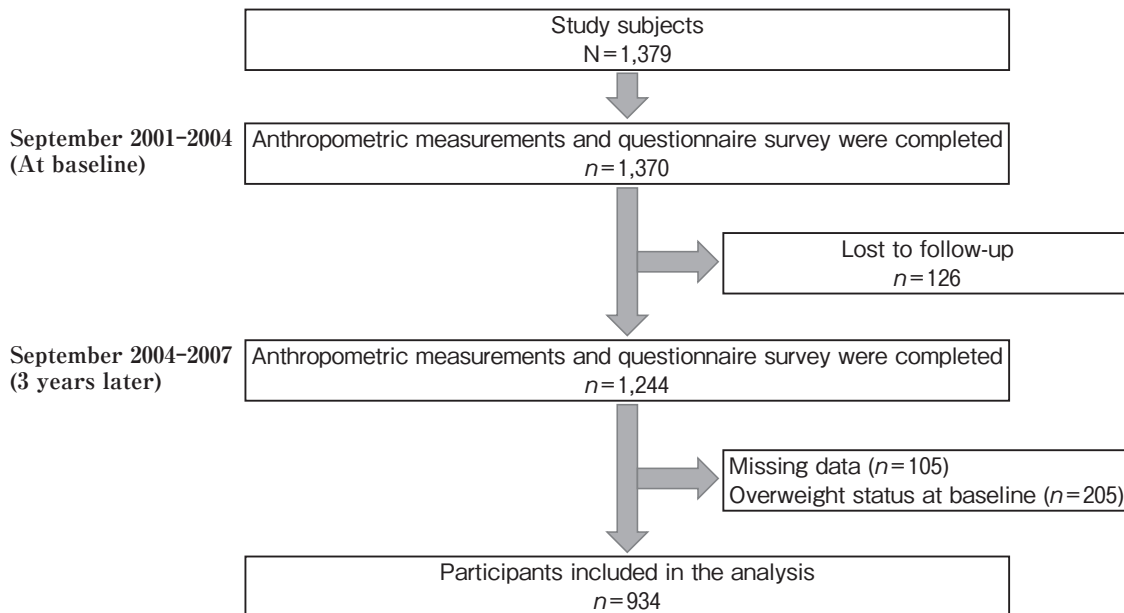 Study subjects
N=1,379
September 2001–2004
(At baseline)
Anthropometric measurements and questionnaire survey were completed
n=1,370
Lost to follow-up
n=126
September 2004–2007
(3 years later)
Anthropometric measurements and questionnaire survey were completed
n=1,244
Missing data (n=105)
Overweight status at baseline (n=205)
Participants included in the analysis
n=934